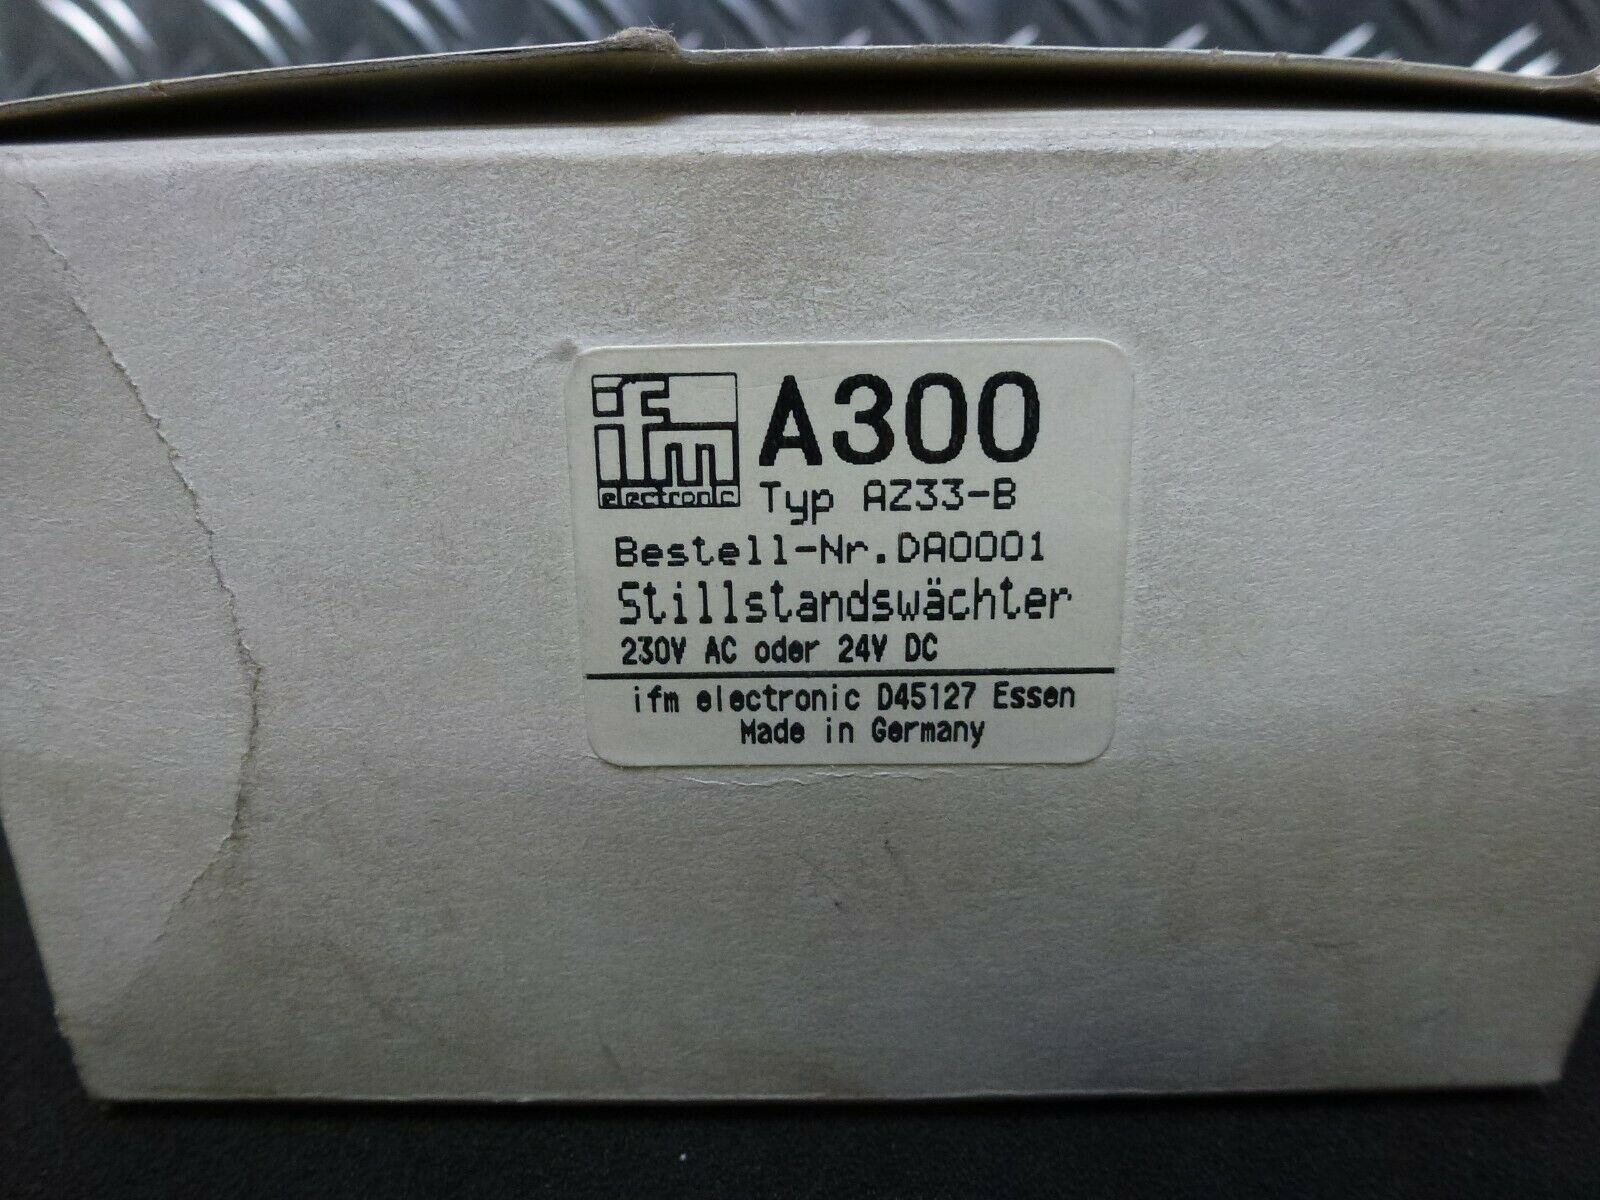 ifm electronic
A300
Typ AZ33-B
Bestell-Nr.DA0001
Stillstandswächter
230V AC oder 24V DC
ifm electronic D45127 Essen
Made in Germany